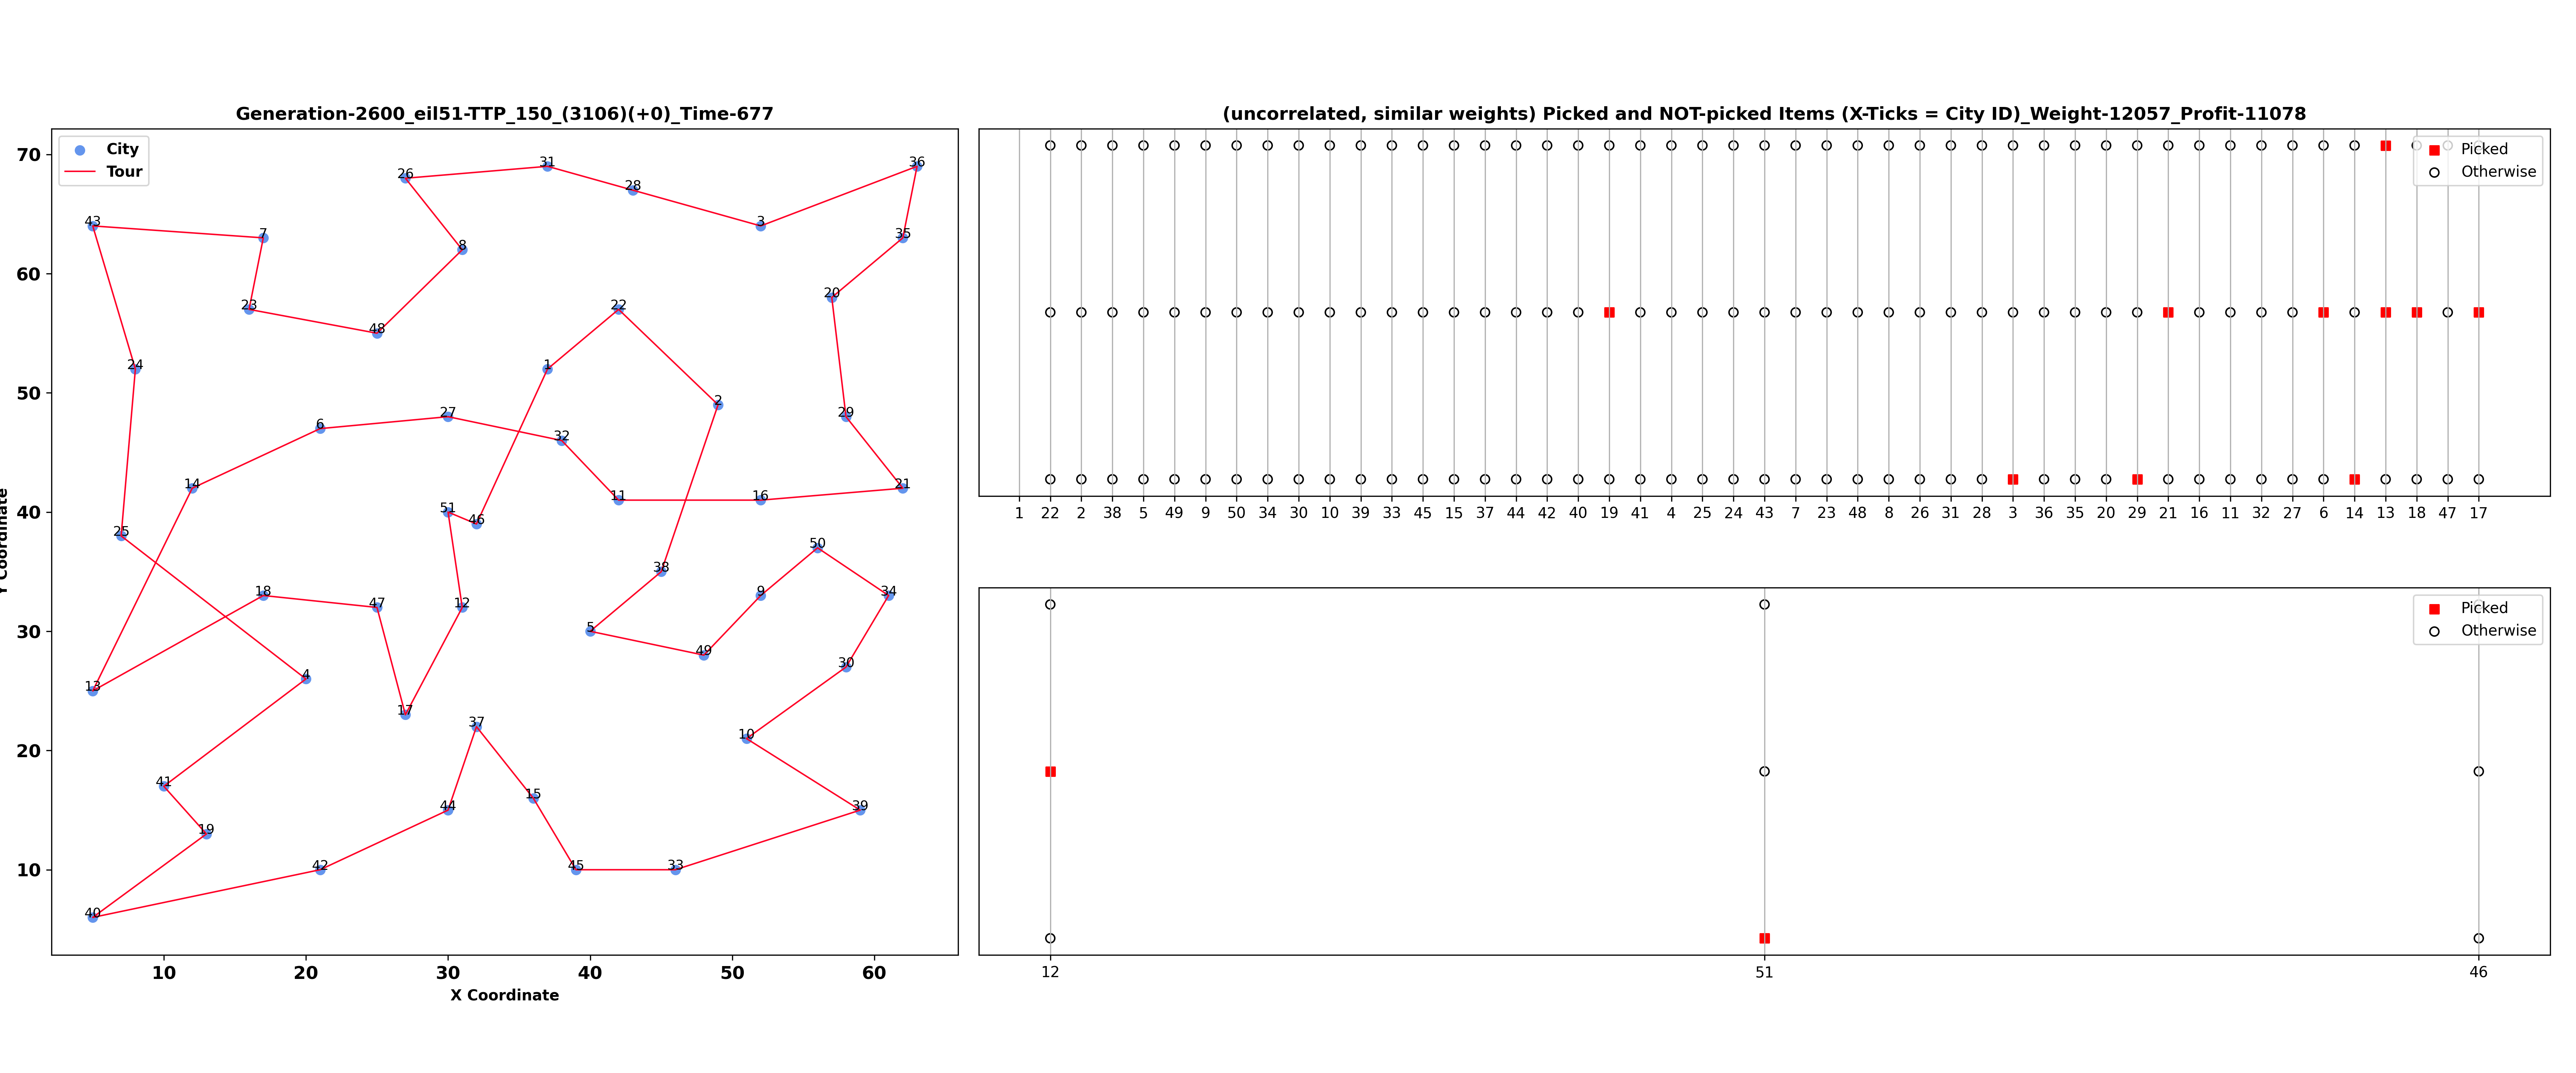 Generation-2600_eil51-TTP_150_(3106)(+0)_Time-677
City
Tour
70
60
50
40
30
20
10
10 20 30 40 50 60
X Coordinate
Y Coordinate
26 31 28 36
43 7 8 3 35
23 48 22 20
24 1 2 29
6 27 32
14 11 16 21
25 51 46 38 50
18 47 12 9 34
5 49 30
13 4 17 37 10
41 44 15 39
19 42 45 33
40
(uncorrelated, similar weights) Picked and NOT-picked Items (X-Ticks = City ID)_Weight-12057_Profit-11078
Picked
Otherwise
1 22 2 38 5 49 9 50 34 30 10 39 33 45 15 37 44 42 40 19 41 4 25 24 43 7 23 48 8 26 31 28 3 36 35 20 29 21 16 11 32 27 6 14 13 18 47 17
Picked
Otherwise
12 51 46